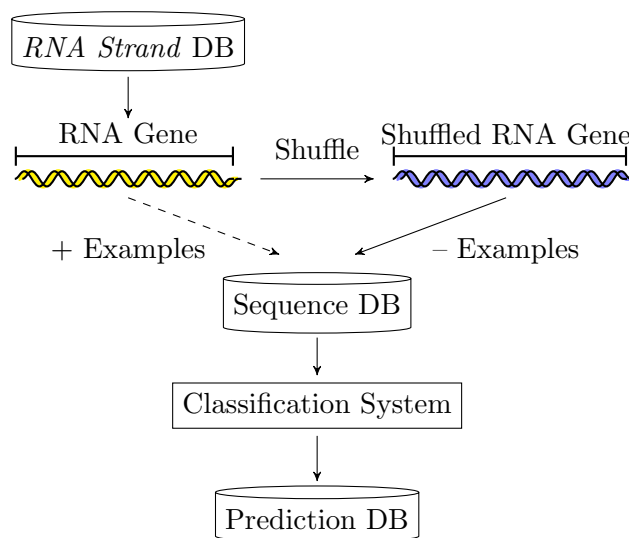 RNA Strand DB
RNA Gene
Shuffle
Shuffled RNA Gene
+ Examples
– Examples
Sequence DB
Classification System
Prediction DB